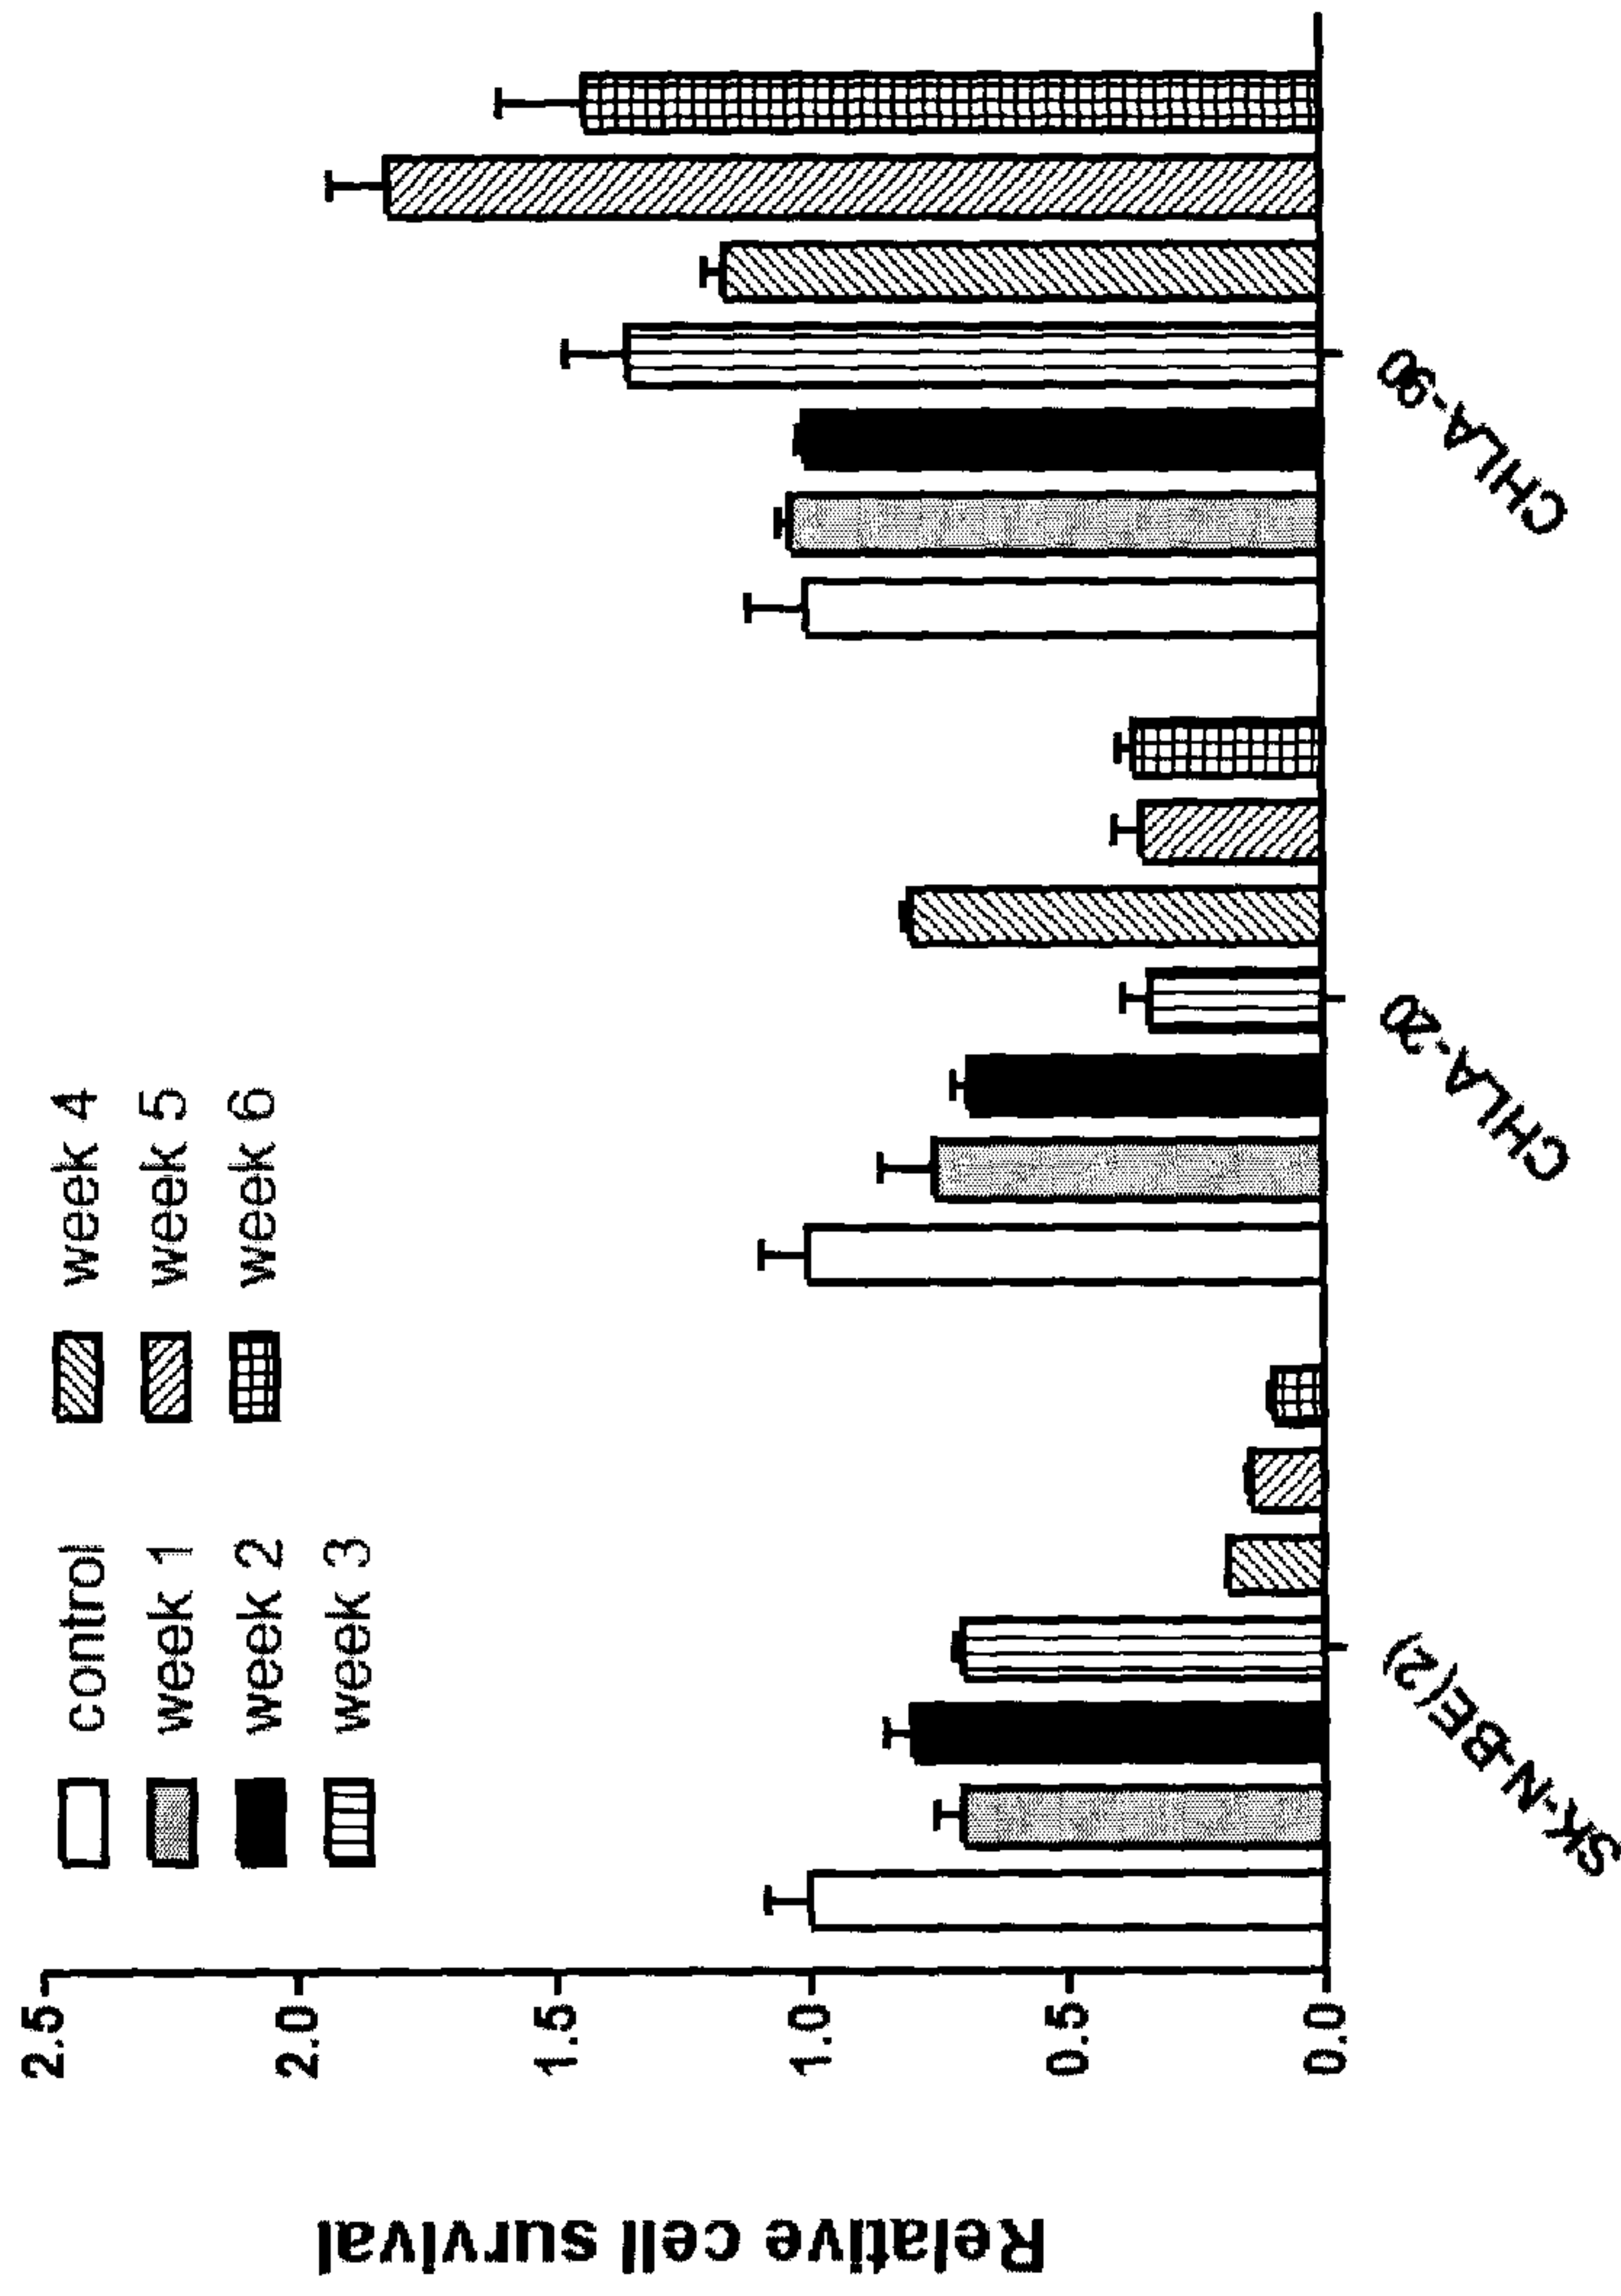 control
week 1
week 2
week 3
week 4
week 5
week 6
2.5
2.0
1.5
1.0
0.5
0.0
Relative cell survival
SK-N-BE(2)
CHLA-20
CHLA-90